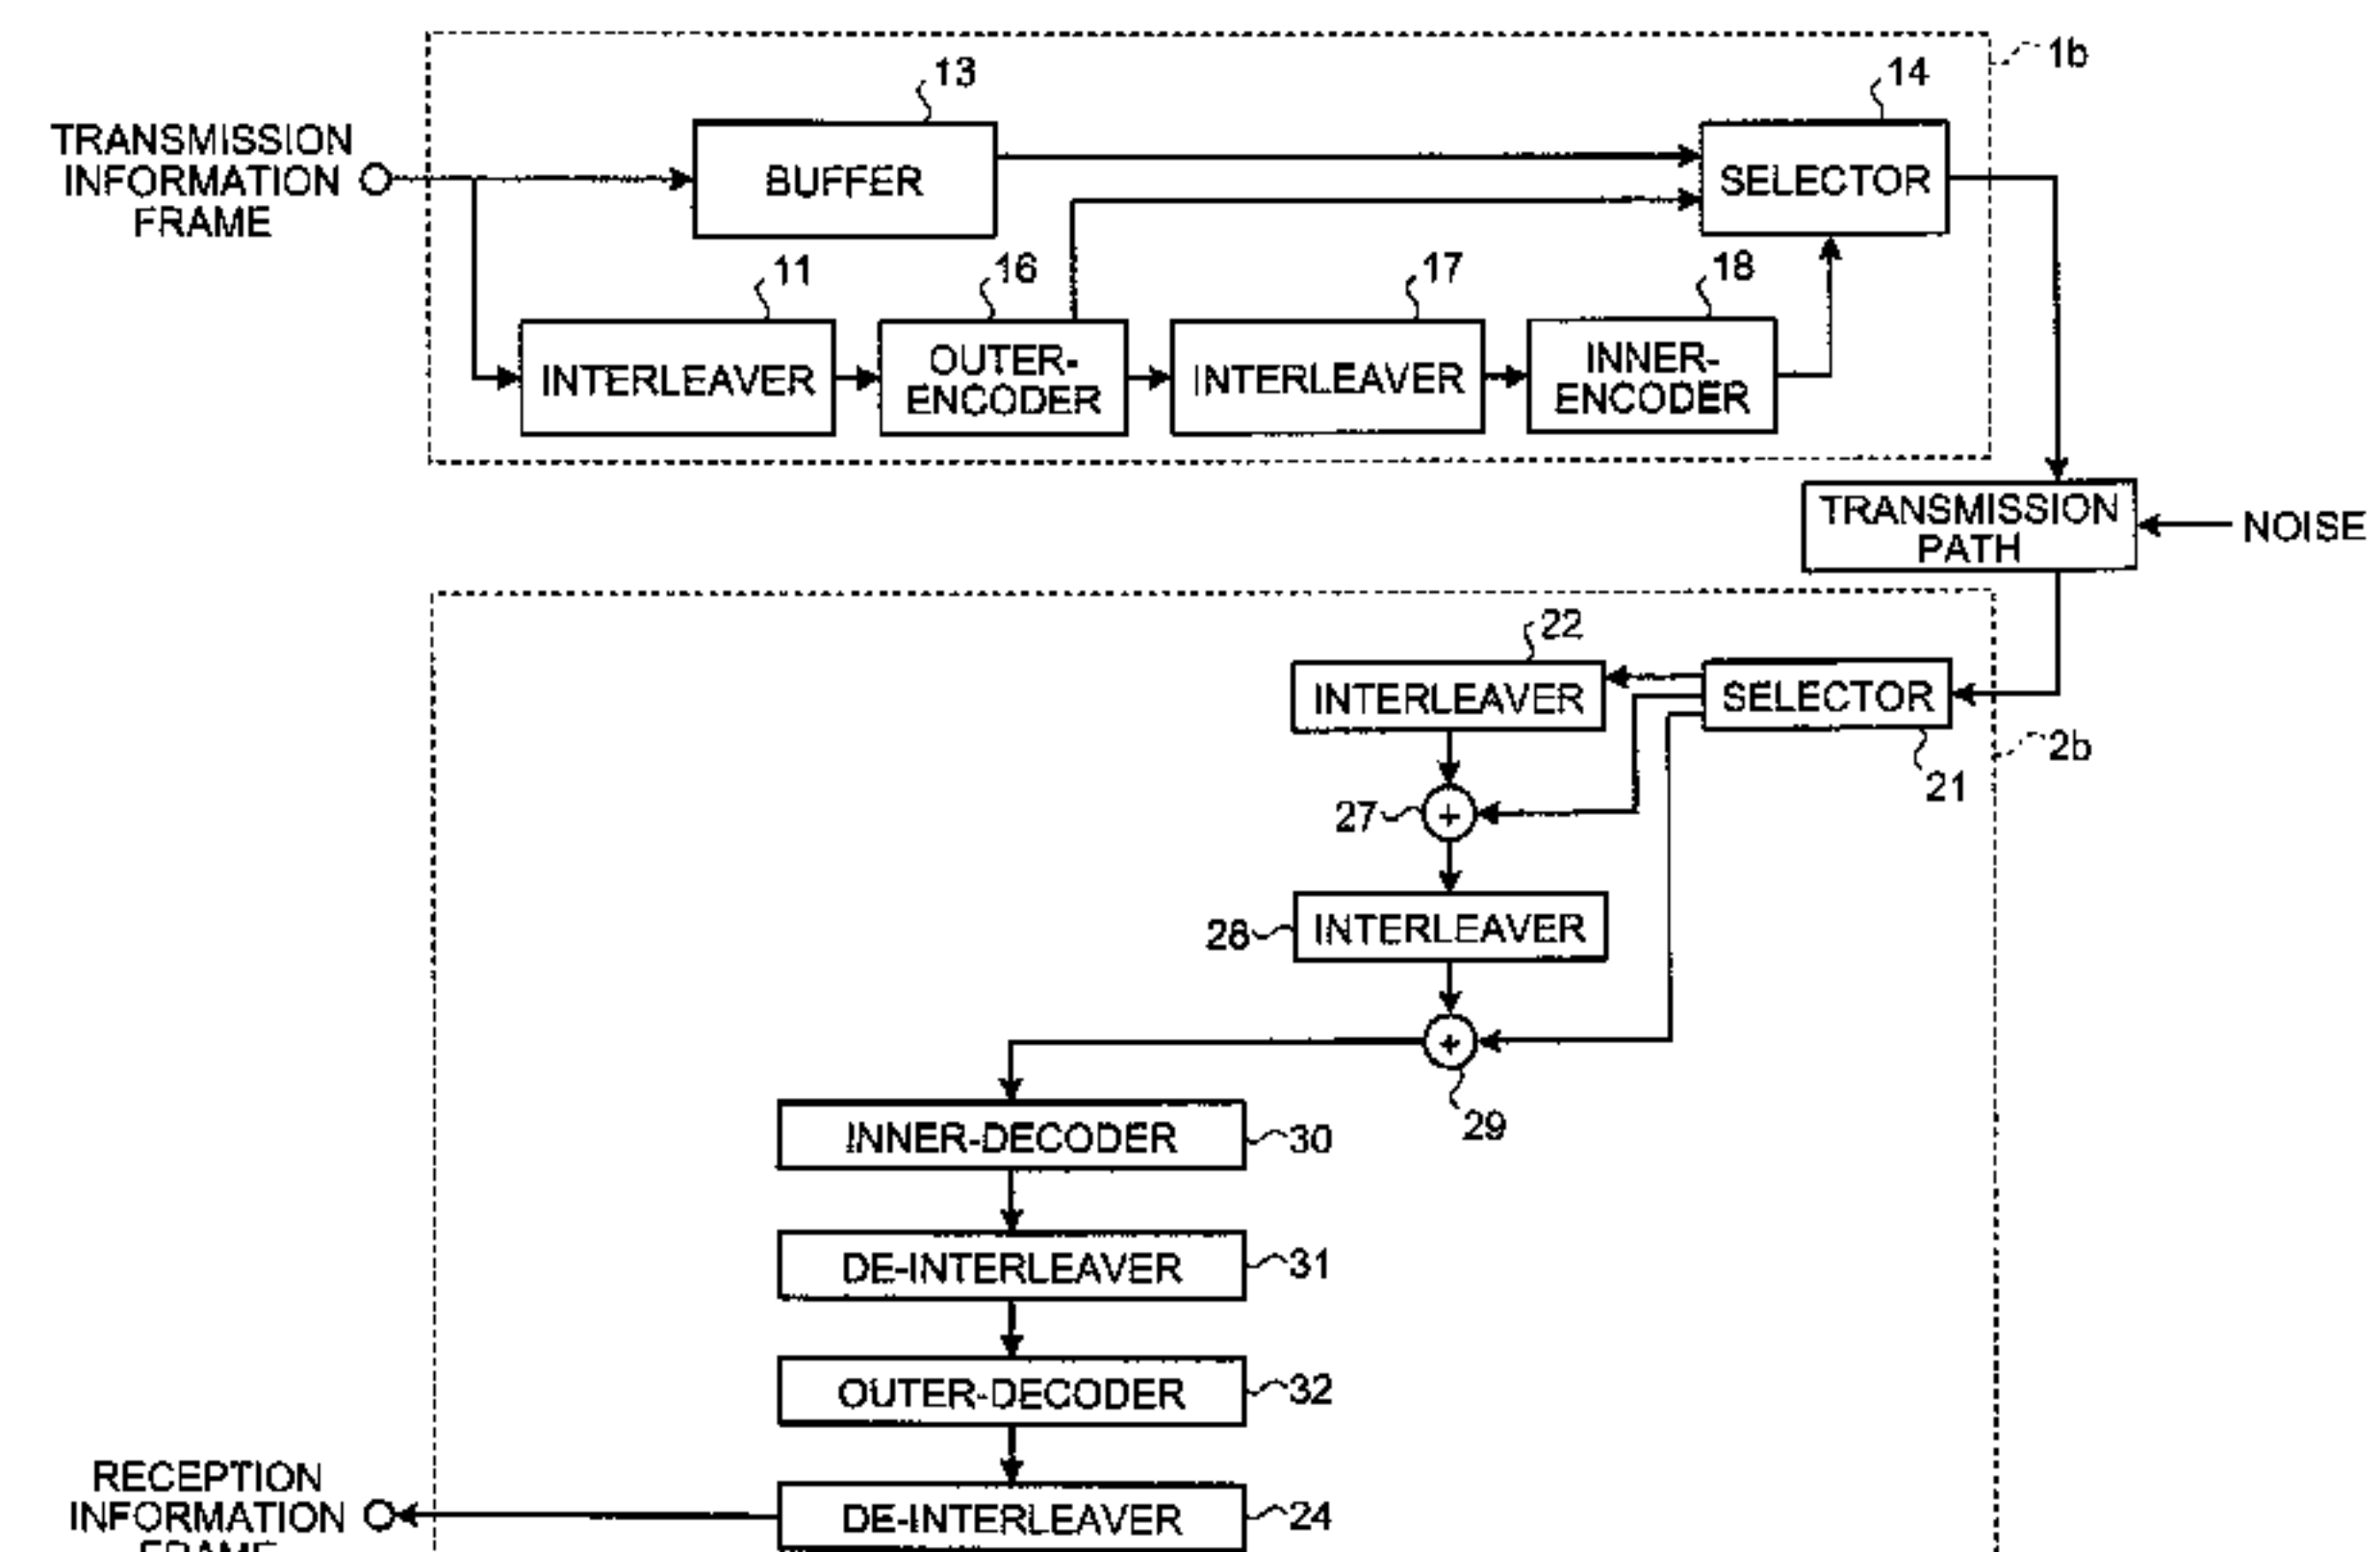 1b
13
14
TRANSMISSION
INFORMATION
FRAME
BUFFER
SELECTOR
11
16
17
18
INTERLEAVER
OUTER-
ENCODER
INTERLEAVER
INNER-
ENCODER
TRANSMISSION
PATH
NOISE
22
INTERLEAVER
SELECTOR
2b
21
27
+
28
INTERLEAVER
+
29
INNER-DECODER
30
DE-INTERLEAVER
31
OUTER-DECODER
32
RECEPTION
INFORMATION
FRAME
DE-INTERLEAVER
24